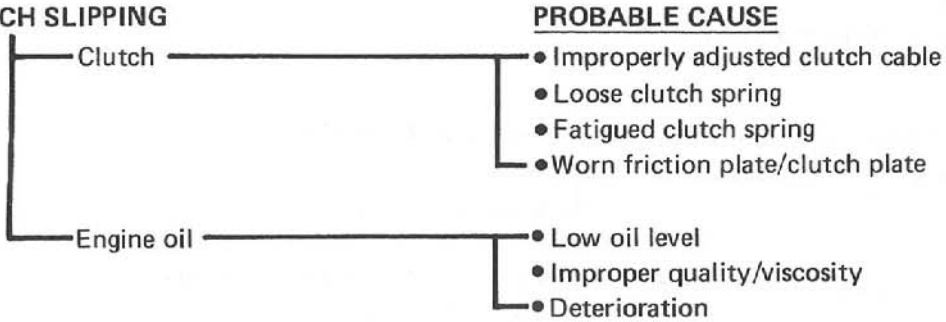 CH SLIPPING
PROBABLE CAUSE
Clutch
• Improperly adjusted clutch cable
• Loose clutch spring
• Fatigued clutch spring
• Worn friction plate/clutch plate
Engine oil
• Low oil level
• Improper quality/viscosity
• Deterioration